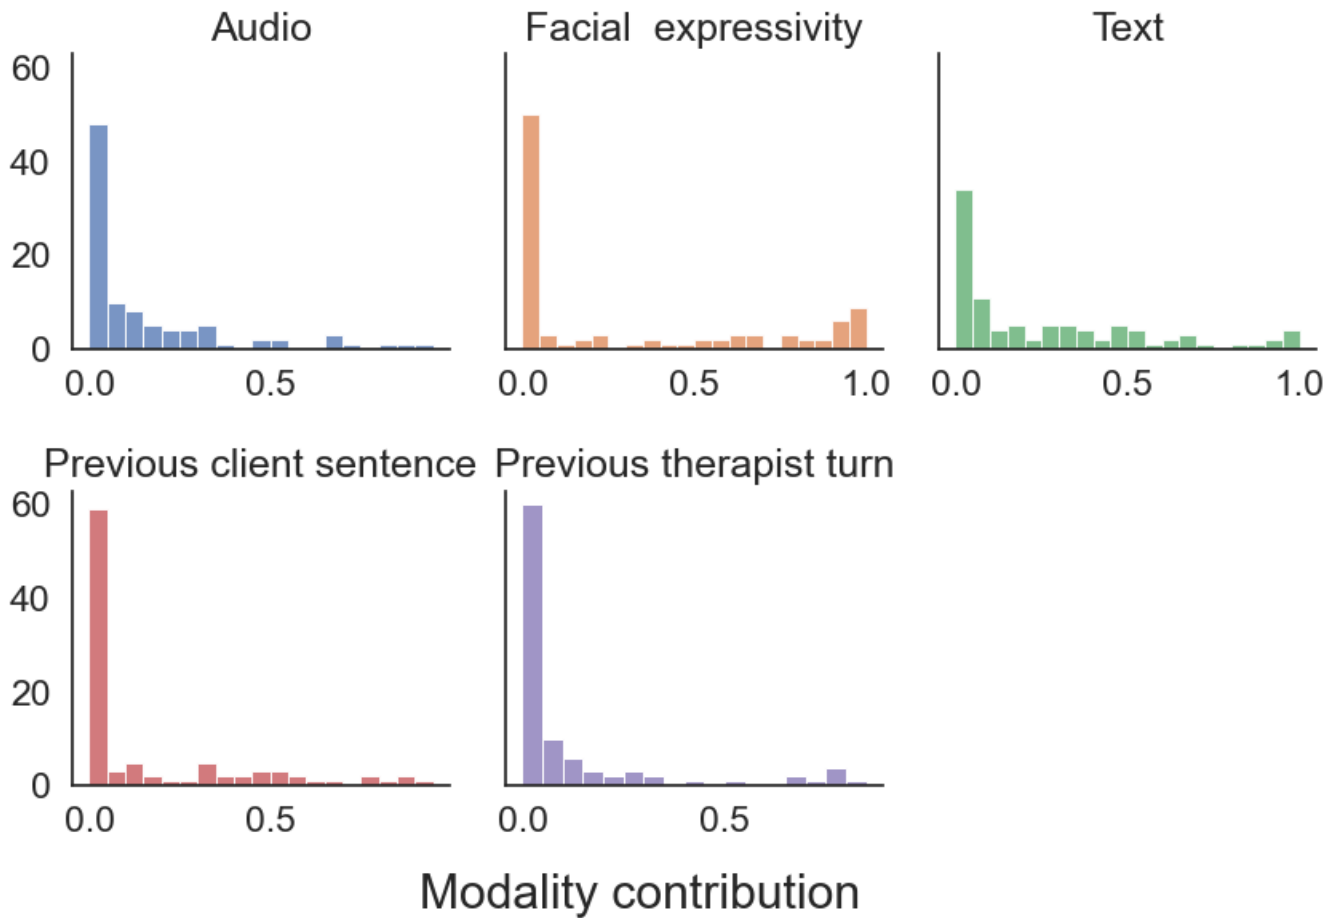 Audio
Facial expressivity
Text
60
40
20
0
0.0 0.5
0.0 0.5 1.0
0.0 0.5 1.0
Previous client sentence
Previous therapist turn
60
40
20
0
0.0 0.5
0.0 0.5
Modality contribution